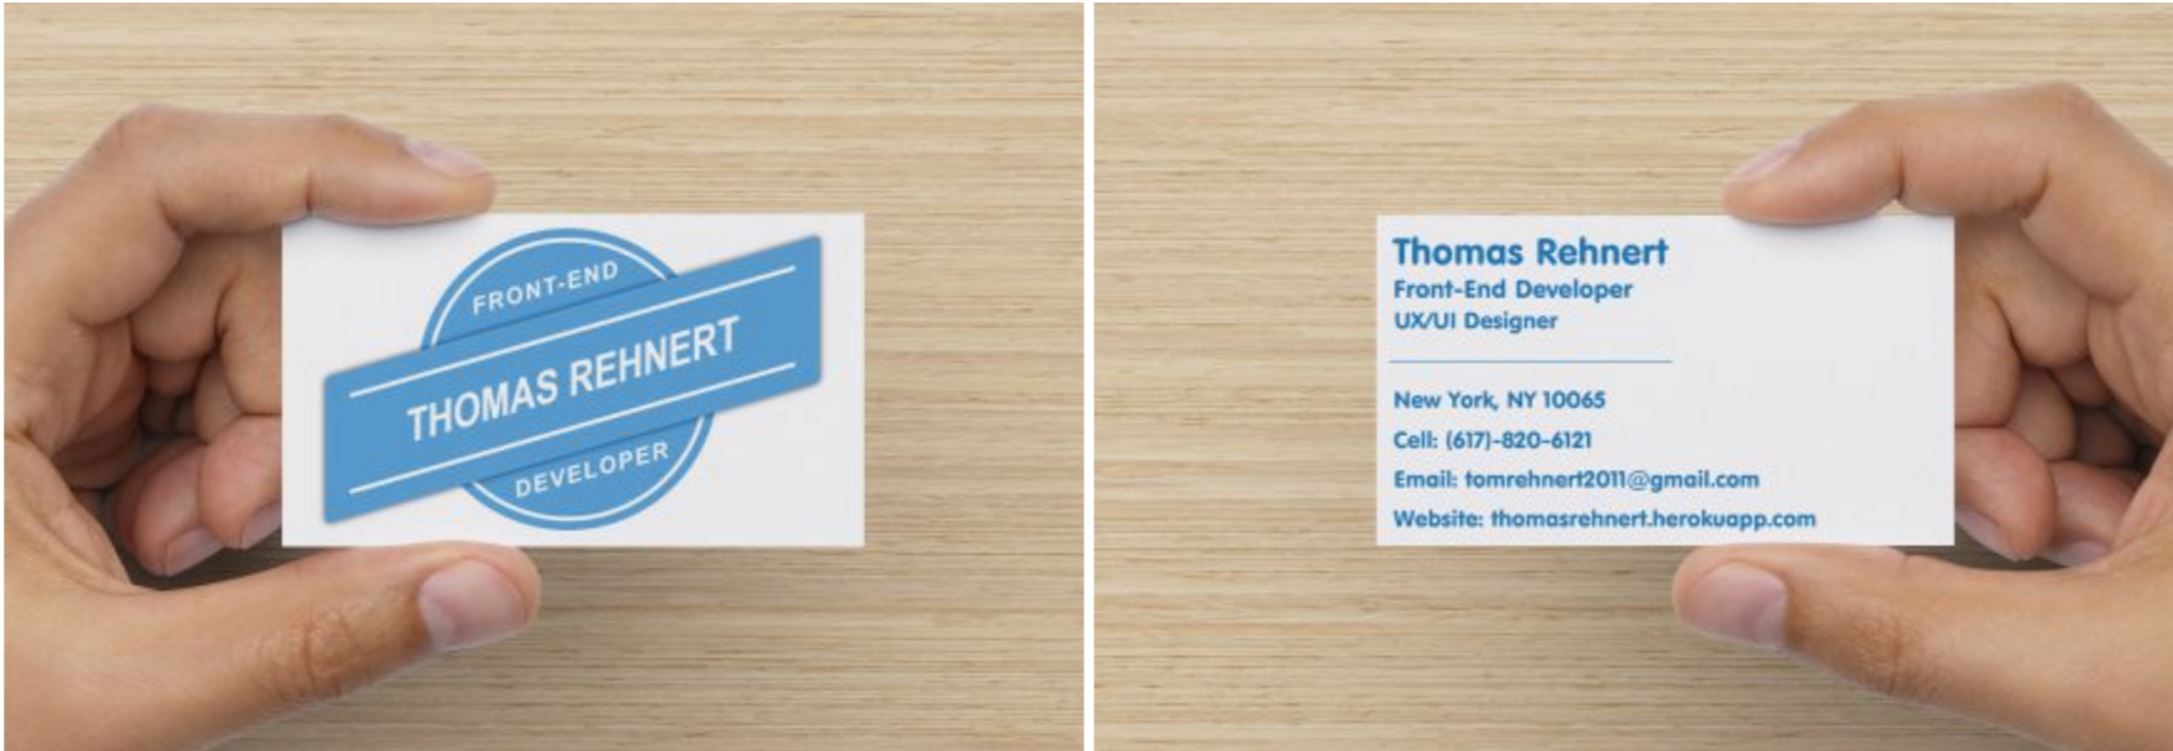 FRONT-END
THOMAS REHNERT
DEVELOPER
Thomas Rehnert
Front-End Developer
UX/UI Designer
New York, NY 10065
Cell: (617)-820-6121
Email: tomrehnert2011@gmail.com
Website: thomasrehnert.herokuapp.com